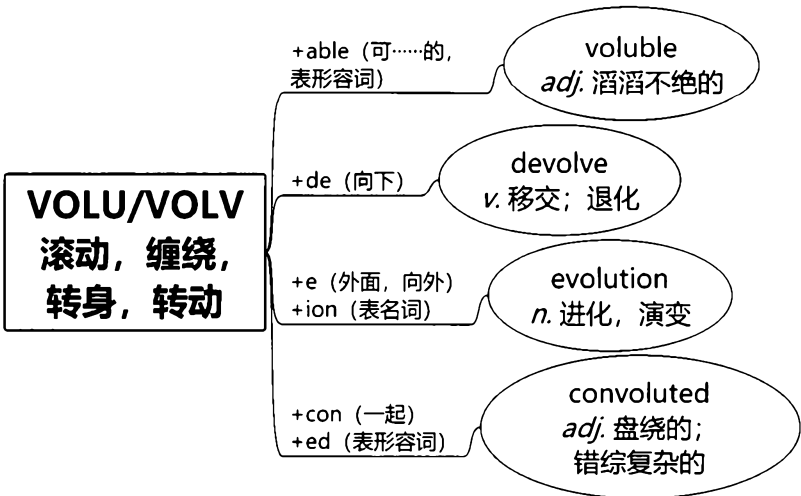 VOLU/VOLV
滚动，缠绕，
转身，转动
+able（可……的，
表形容词）
voluble
adj. 滔滔不绝的
+de（向下）
devolve
v. 移交；退化
+e（外面，向外）
+ion（表名词）
evolution
n. 进化，演变
+con（一起）
+ed（表形容词）
convoluted
adj. 盘绕的；
错综复杂的